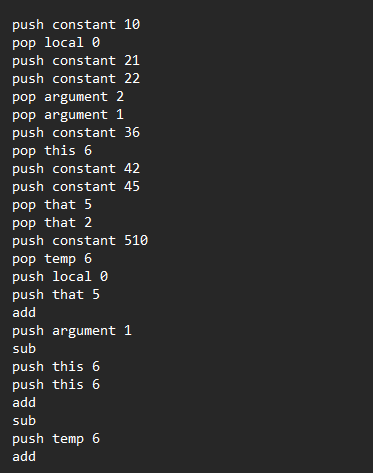 push constant 10
pop local 0
push constant 21
push constant 22
pop argument 2
pop argument 1
push constant 36
pop this 6
push constant 42
push constant 45
pop that 5
pop that 2
push constant 510
pop temp 6
push local 0
push that 5
add
push argument 1
sub
push this 6
push this 6
add
sub
push temp 6
add